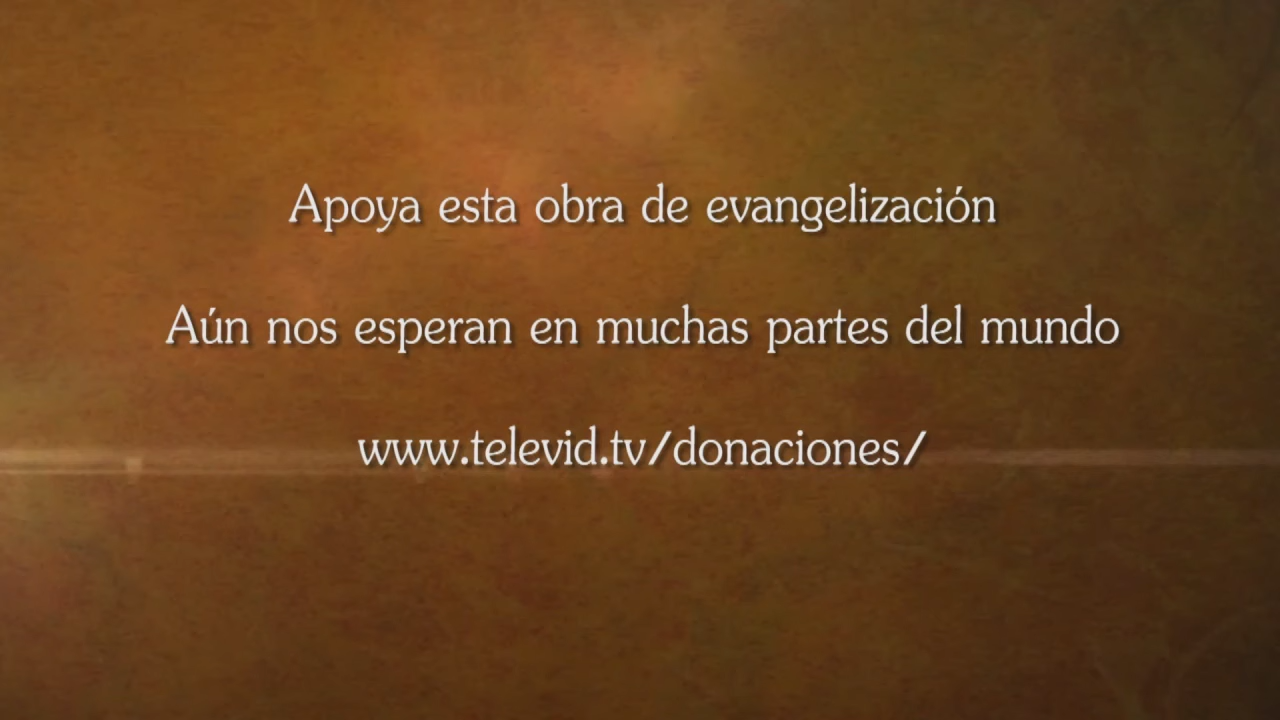 Apoya esta obra de evangelización
Aún nos esperan en muchas partes del mundo
www.televid.tv/donaciones/